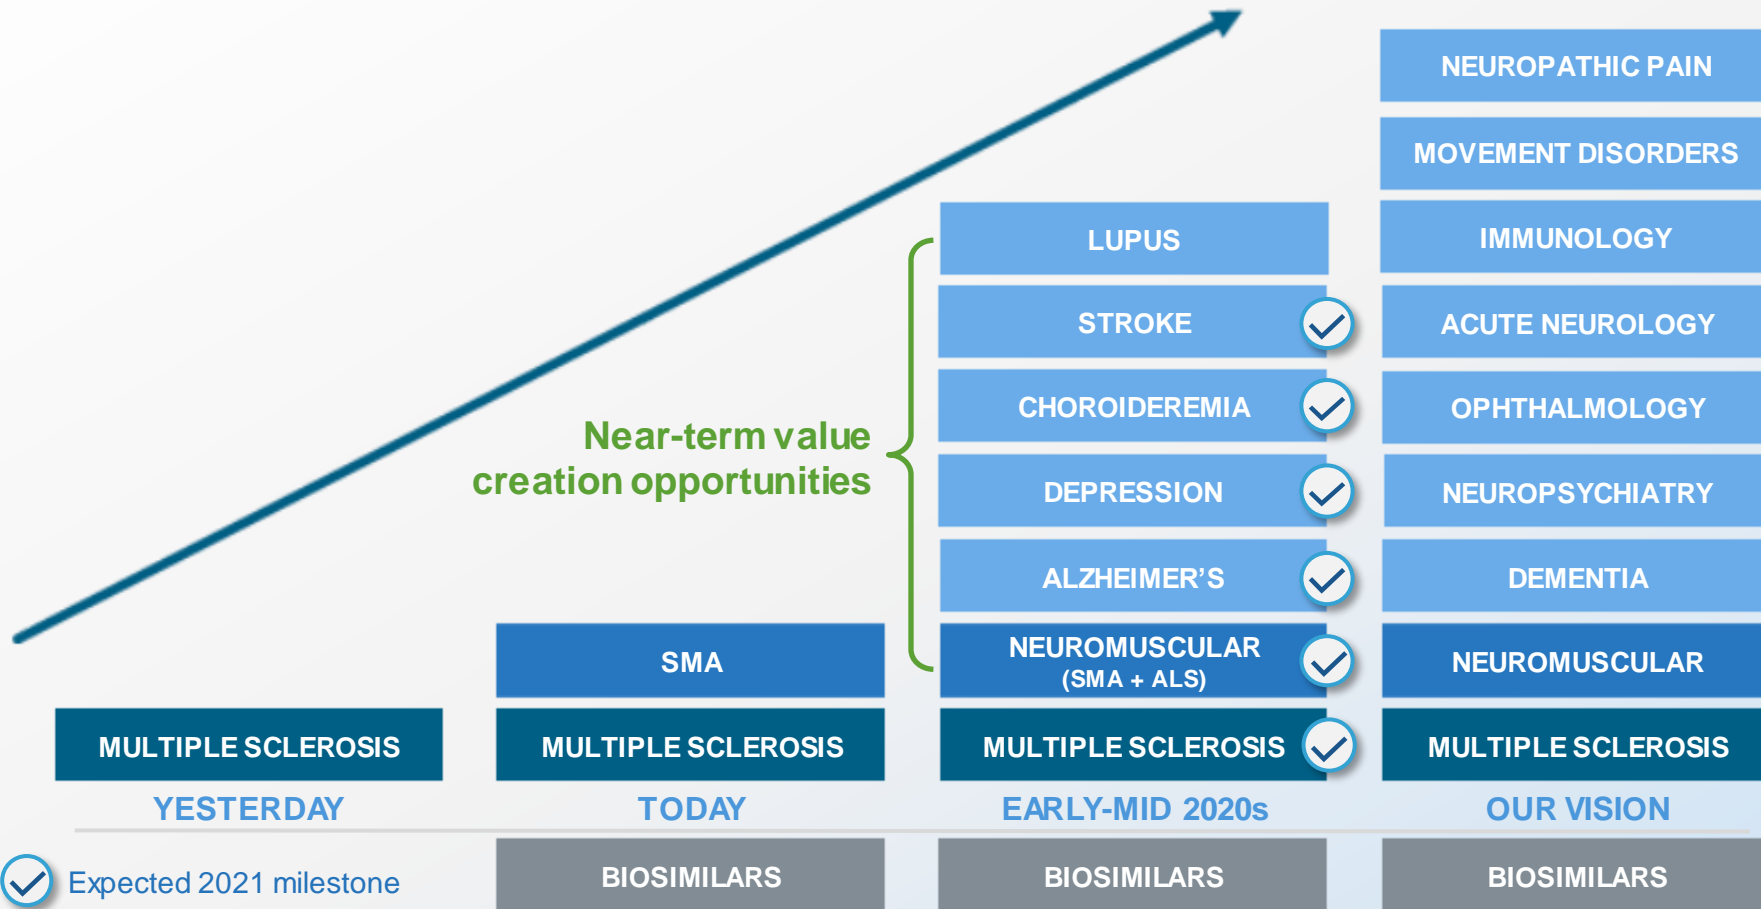 NEUROPATHIC PAIN
MOVEMENT DISORDERS
LUPUS
IMMUNOLOGY
STROKE
ACUTE NEUROLOGY
CHOROIDEREMIA
OPHTHALMOLOGY
Near-term value
creation opportunities
DEPRESSION
NEUROPSYCHIATRY
ALZHEIMER’S
DEMENTIA
SMA
NEUROMUSCULAR
(SMA + ALS)
NEUROMUSCULAR
MULTIPLE SCLEROSIS
MULTIPLE SCLEROSIS
MULTIPLE SCLEROSIS
MULTIPLE SCLEROSIS
YESTERDAY
TODAY
EARLY-MID 2020s
OUR VISION
Expected 2021 milestone
BIOSIMILARS
BIOSIMILARS
BIOSIMILARS